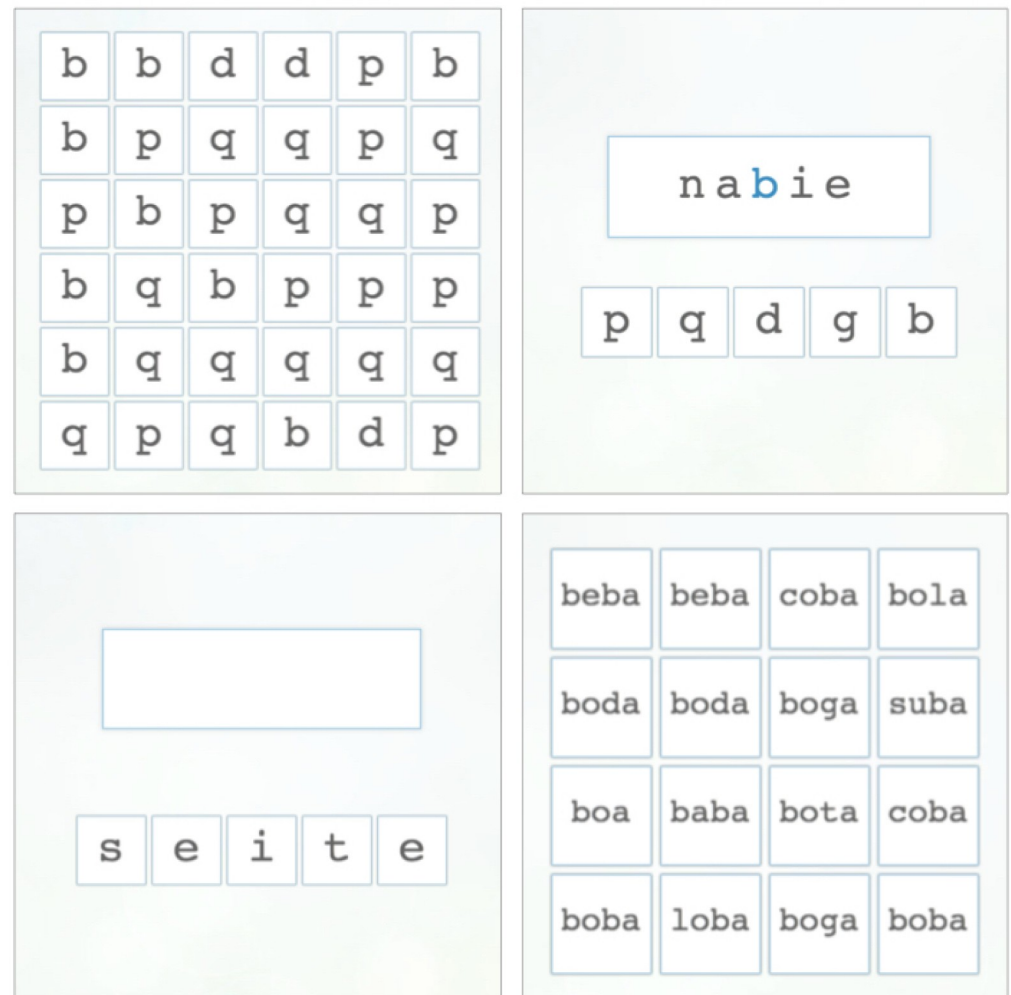 b b d d p b
b p q q p q
p b p q q p
b q b p p p
b q q q q q
q p q b d p
nabie
p q d g b
s e i t e
beba beba coba bola
boda boda boga suba
boa baba bota coba
boba loba boga boba